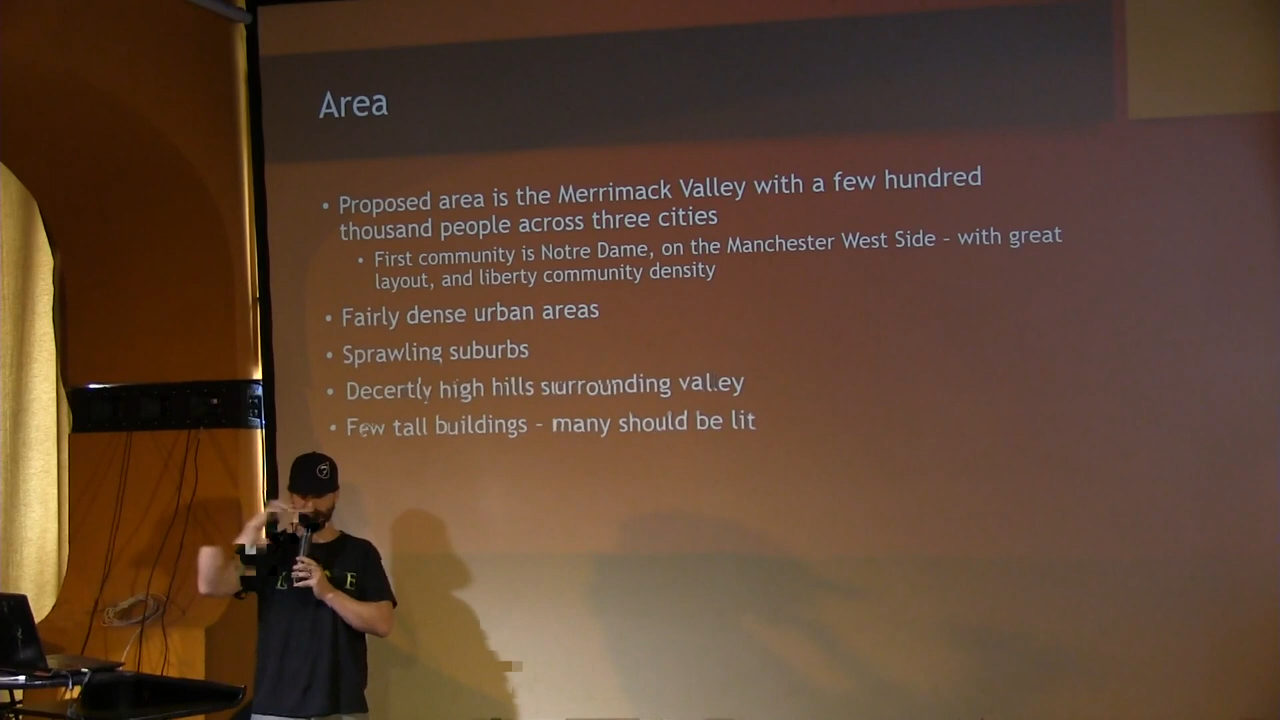 Area
• Proposed area is the Merrimack Valley with a few hundred
thousand people across three cities
• First community is Notre Dame, on the Manchester West Side – with great
layout, and liberty community density
• Fairly dense urban areas
• Sprawling suburbs
• Decently high hills surrounding valley
• Few tall buildings – many should be lit